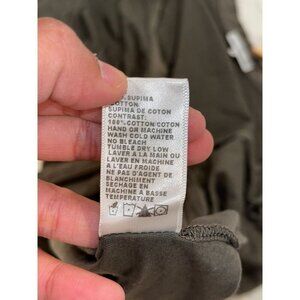 SUPIMA
COTTON
SUPIMA DE COTON
CONTRAST:
100% COTTON COTON
HAND OR MACHINE
WASH COLD WATER
NO BLEACH
TUMBLE DRY LOW
LAVER A LA MAIN OU
LAVER EN MACHINE
A L'EAU FROIDE
NE PAS D'AGENT DE
BLANCHIMENT
SECHAGE EN
MACHINE A BASSE
TEMPERATURE